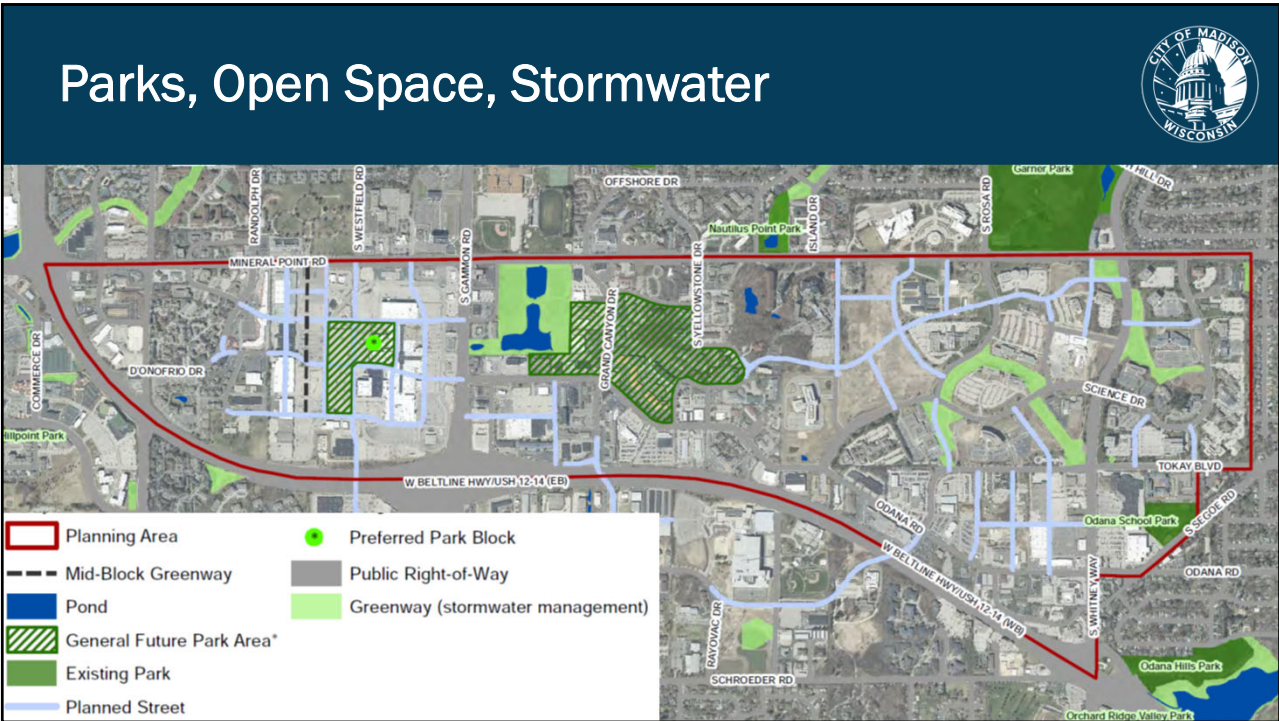 Parks, Open Space, Stormwater
CITY OF MADISON
WISCONSIN
Garner Park
OFFSHORE DR
RANDOLPH DR
S WESTFIELD RD
S GAMMON RD
Nautilus Point Park
ISLAND DR
S ROSA RD
HILL DR
MINERAL POINT RD
S YELLOWSTONE DR
GRAND CANYON DR
COMMERCE DR
D'ONOFRIO DR
SCIENCE DR
Hillpoint Park
TOKAY BLVD
W BELTLINE HWY/USH 12-14 (EB)
ODANA RD
Odana School Park
S SEGOE RD
W BELTLINE HWY/USH 12-14 (WB)
S WHITNEY WAY
ODANA RD
RAYOVAC DR
SCHROEDER RD
Odana Hills Park
Orchard Ridge Valley Park
Planning Area
Mid-Block Greenway
Pond
General Future Park Area*
Existing Park
Planned Street
Preferred Park Block
Public Right-of-Way
Greenway (stormwater management)